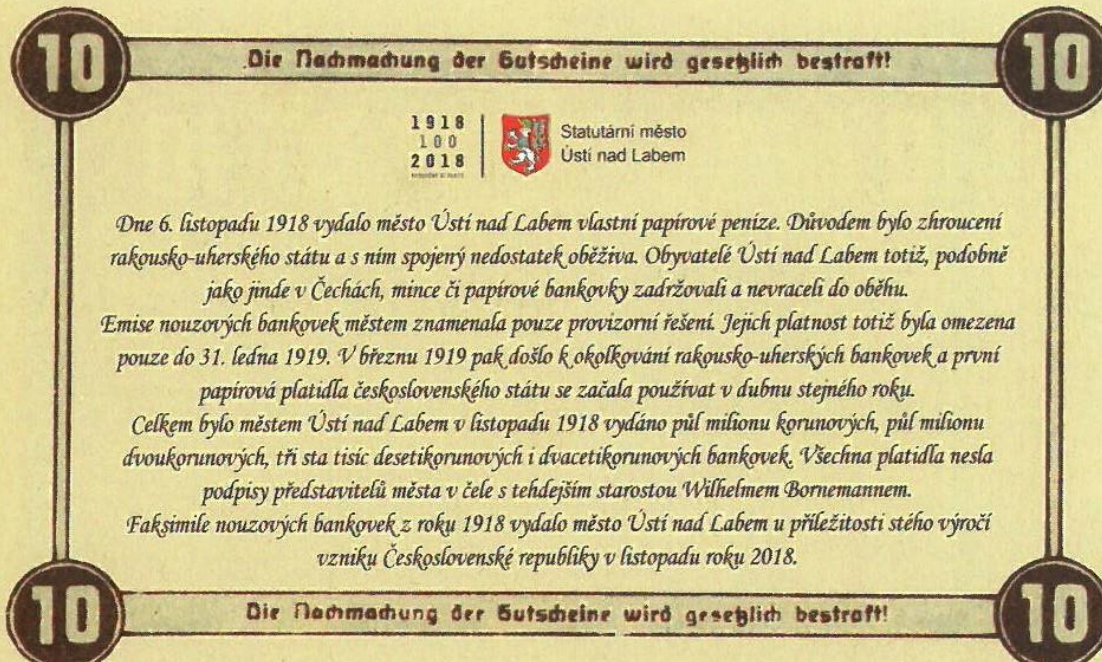 10 Die Nachmachung der Gutscheine wird gesetzlich bestraft! 10
1918
100
2018
Statutární město
Ústí nad Labem
Dne 6. listopadu 1918 vydalo město Ústí nad Labem vlastní papírové peníze. Důvodem bylo zhroucení
rakousko-uherského státu a s ním spojený nedostatek oběživa. Obyvatelé Ústí nad Labem totiž, podobně
jako jinde v Čechách, mince či papírové bankovky zadržovali a nevraceli do oběhu.
Emise nouzových bankovek městem znamenala pouze provizorní řešení. Jejich platnost totiž byla omezena
pouze do 31. ledna 1919. V březnu 1919 pak došlo k okolkování rakousko-uherských bankovek a první
papírová platidla československého státu se začala používat v dubnu stejného roku.
Celkem bylo městem Ústí nad Labem v listopadu 1918 vydáno půl milionu korunových, půl milionu
dvoukorunových, tři sta tisíc desetikorunových i dvacetikorunových bankovek. Všechna platidla nesla
podpisy představitelů města v čele s tehdejším starostou Wilhelmem Bornemannem.
Faksimile nouzových bankovek z roku 1918 vydalo město Ústí nad Labem u příležitosti stého výročí
vzniku Československé republiky v listopadu roku 2018.
10 Die Nachmachung der Gutscheine wird gesetzlich bestraft! 10